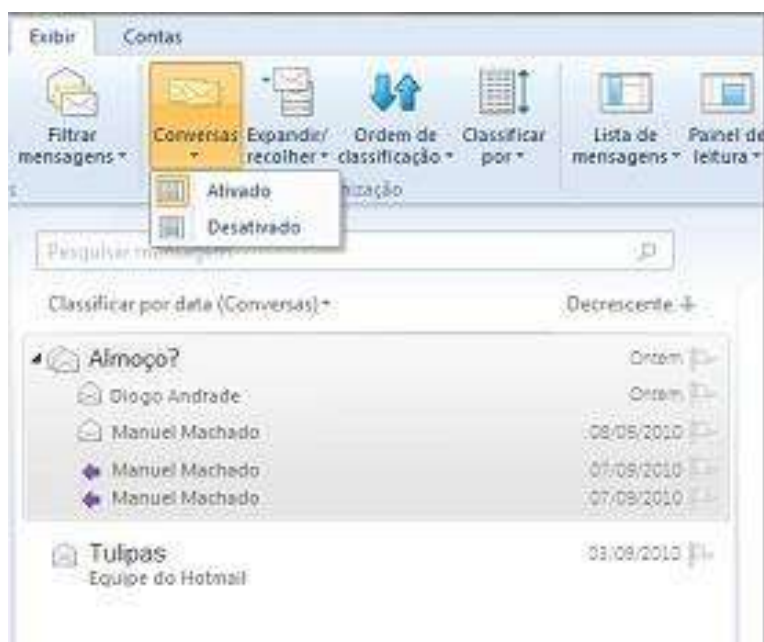 Exibir Contas
Filtrar mensagens
Conversas
Expandir/ recolher
Ordem de classificação
Classificar por
Lista de mensagens
Painel de leitura
Ativado
Desativado
nização
Pesquisar
Classificar por data (Conversas) Decrescente
Almoço? Ontem
Diogo Andrade Ontem
Manuel Machado 08/09/2010
Manuel Machado 07/09/2010
Manuel Machado 07/09/2010
Tulipas 03/09/2010
Equipe do Hotmail